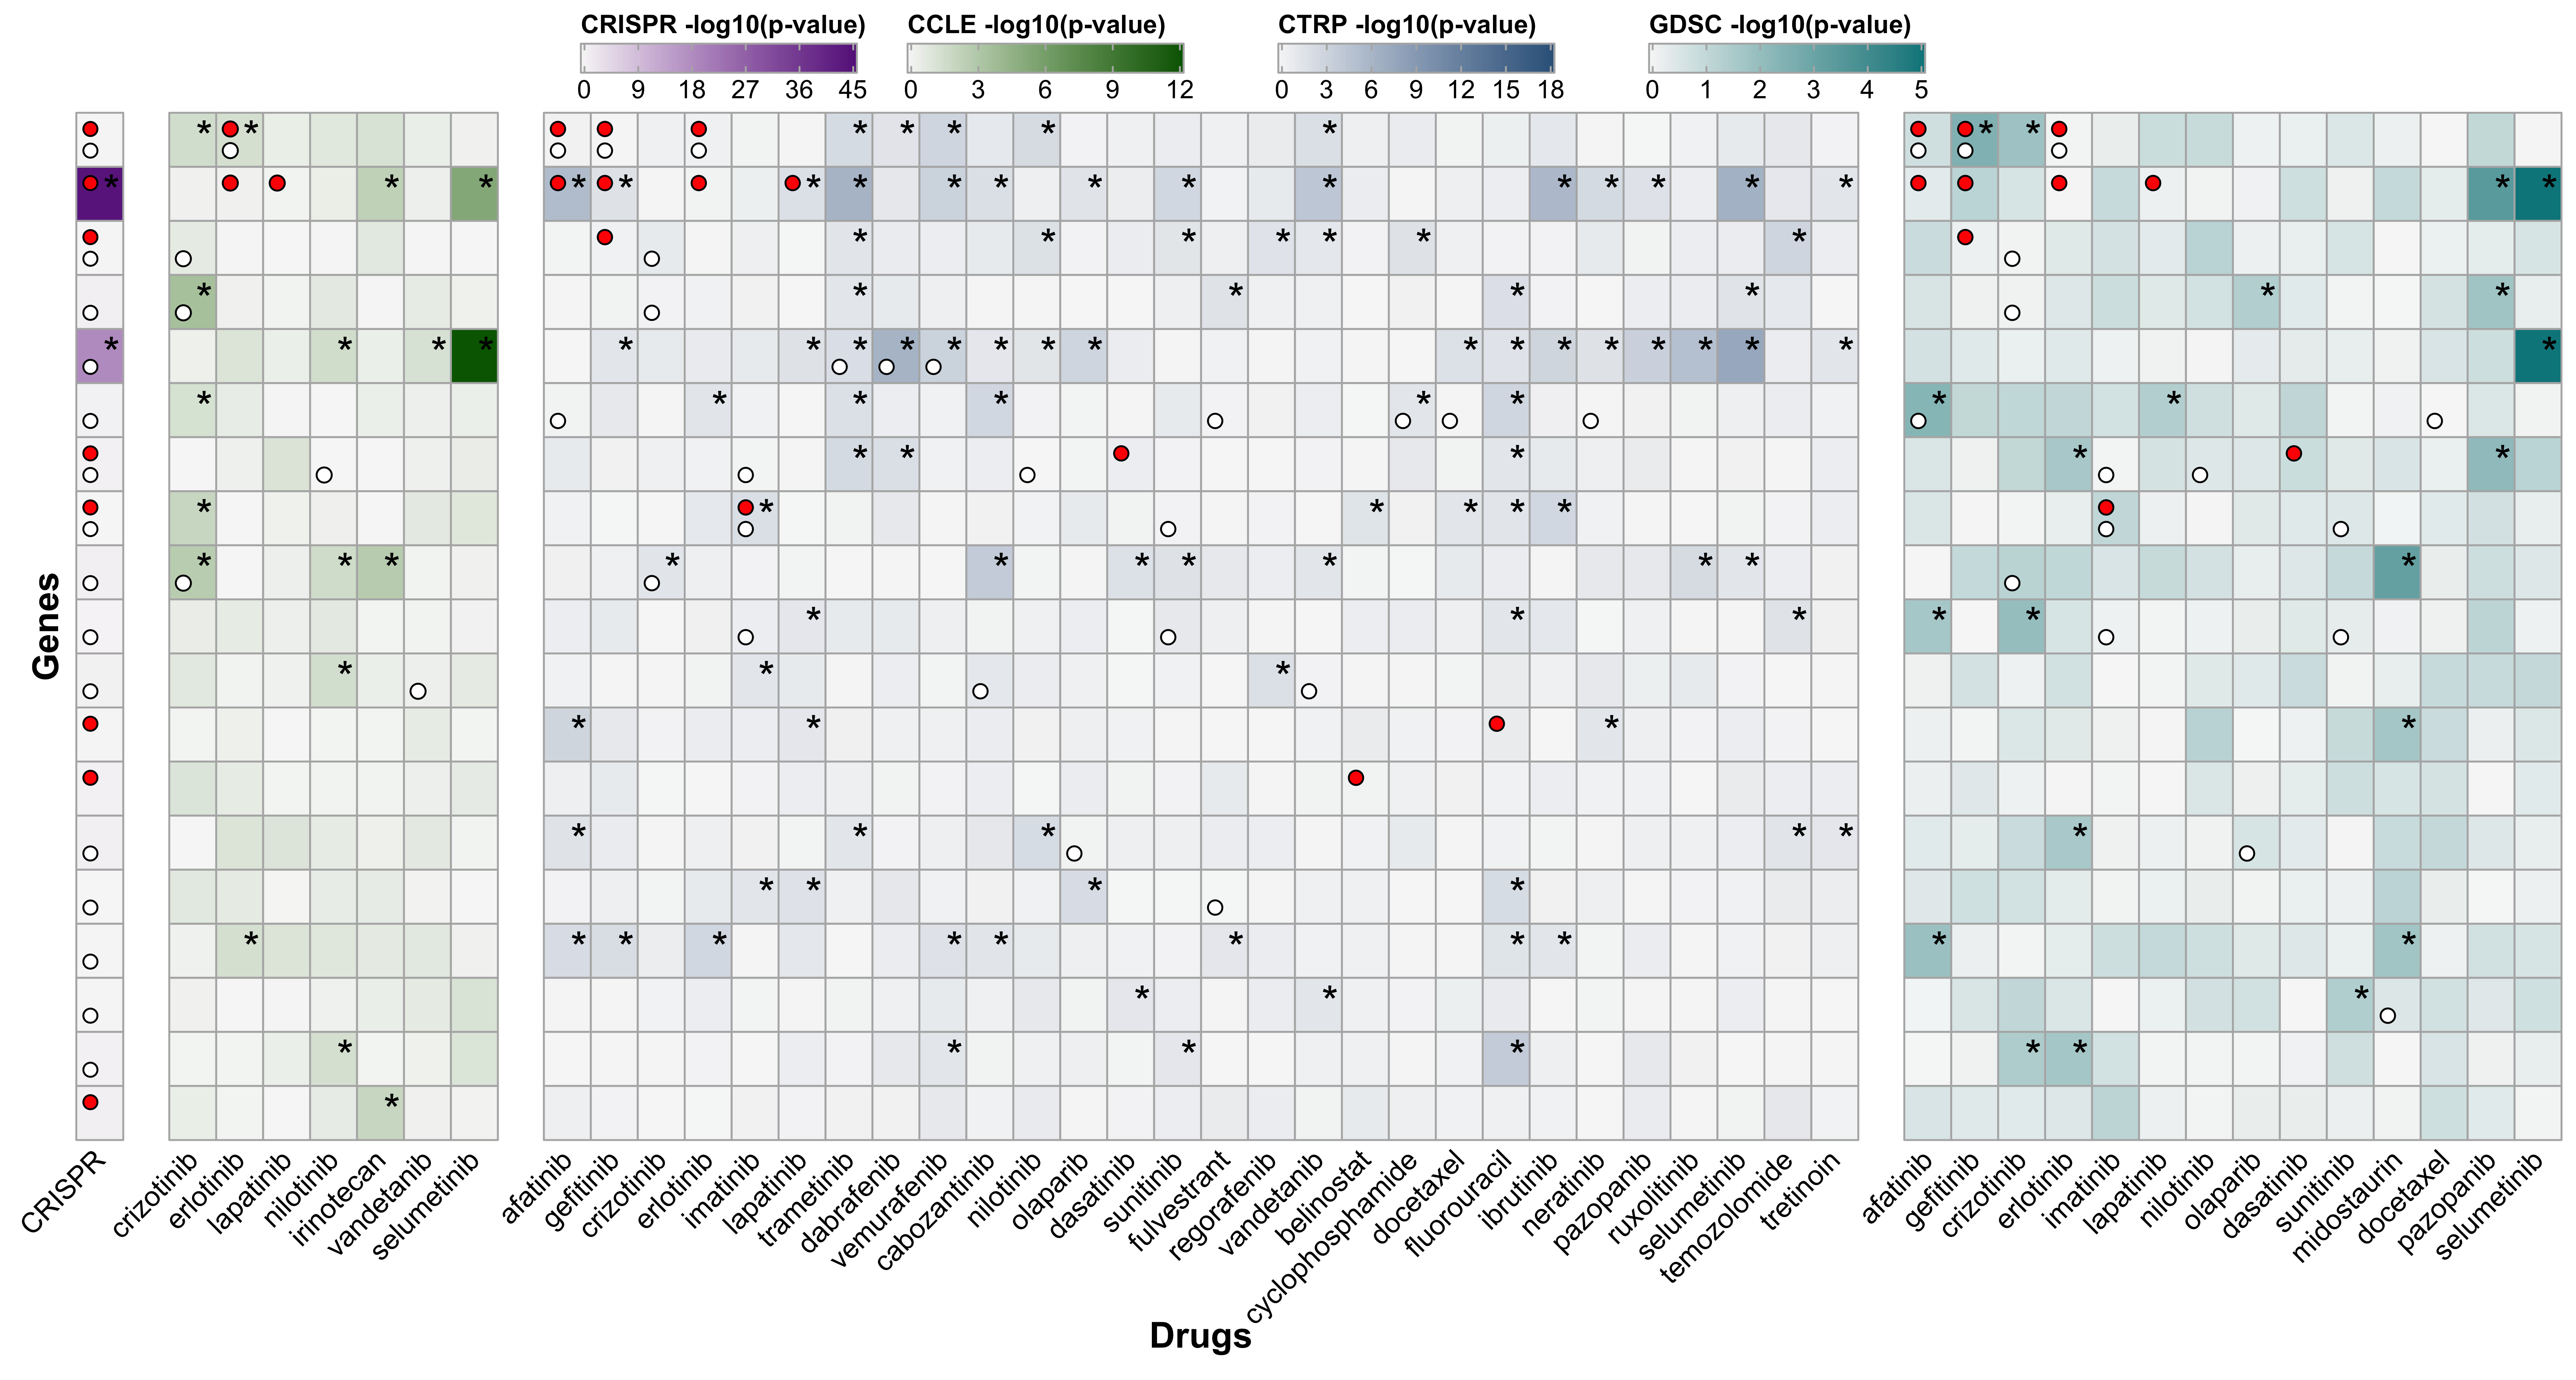 CRISPR -log10(p-value) CCLE -log10(p-value) CTRP -log10(p-value) GDSC -log10(p-value)
0 9 18 27 36 45 0 3 6 9 12 0 3 6 9 12 15 18 0 1 2 3 4 5
Genes
CRISPR
crizotinib
erlotinib
lapatinib
nilotinib
irinotecan
vandetanib
selumetinib
afatinib
gefitinib
crizotinib
erlotinib
imatinib
lapatinib
trametinib
dabrafenib
vemurafenib
cabozantinib
nilotinib
olaparib
dasatinib
sunitinib
fulvestrant
regorafenib
vandetanib
belinostat
cyclophosphamide
docetaxel
fluorouracil
ibrutinib
neratinib
pazopanib
ruxolitinib
selumetinib
temozolomide
tretinoin
afatinib
gefitinib
crizotinib
erlotinib
imatinib
lapatinib
nilotinib
olaparib
dasatinib
sunitinib
midostaurin
docetaxel
pazopanib
selumetinib
Drugs